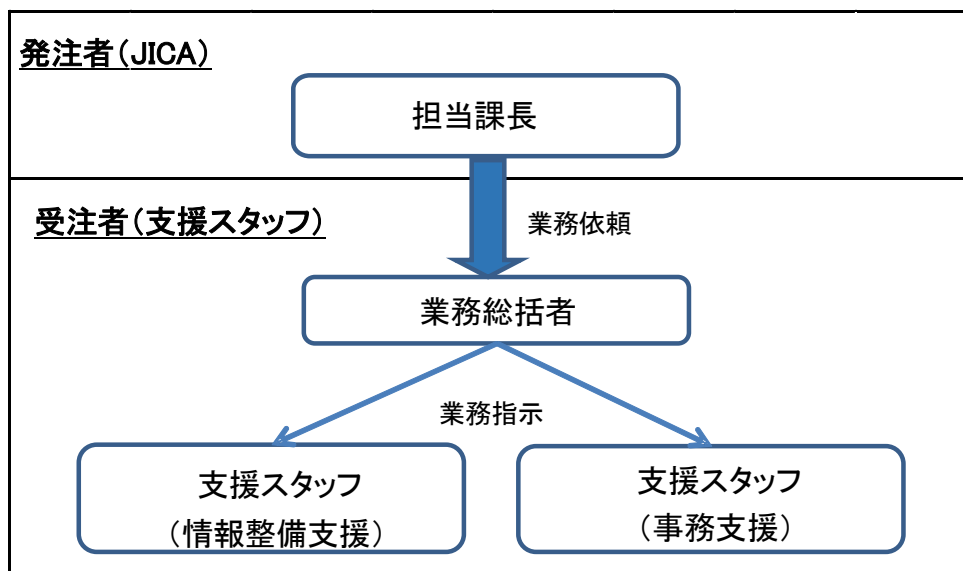 発注者(JICA)
担当課長
受注者(支援スタッフ)
業務依頼
業務総括者
業務指示
支援スタッフ
(情報整備支援)
支援スタッフ
(事務支援)